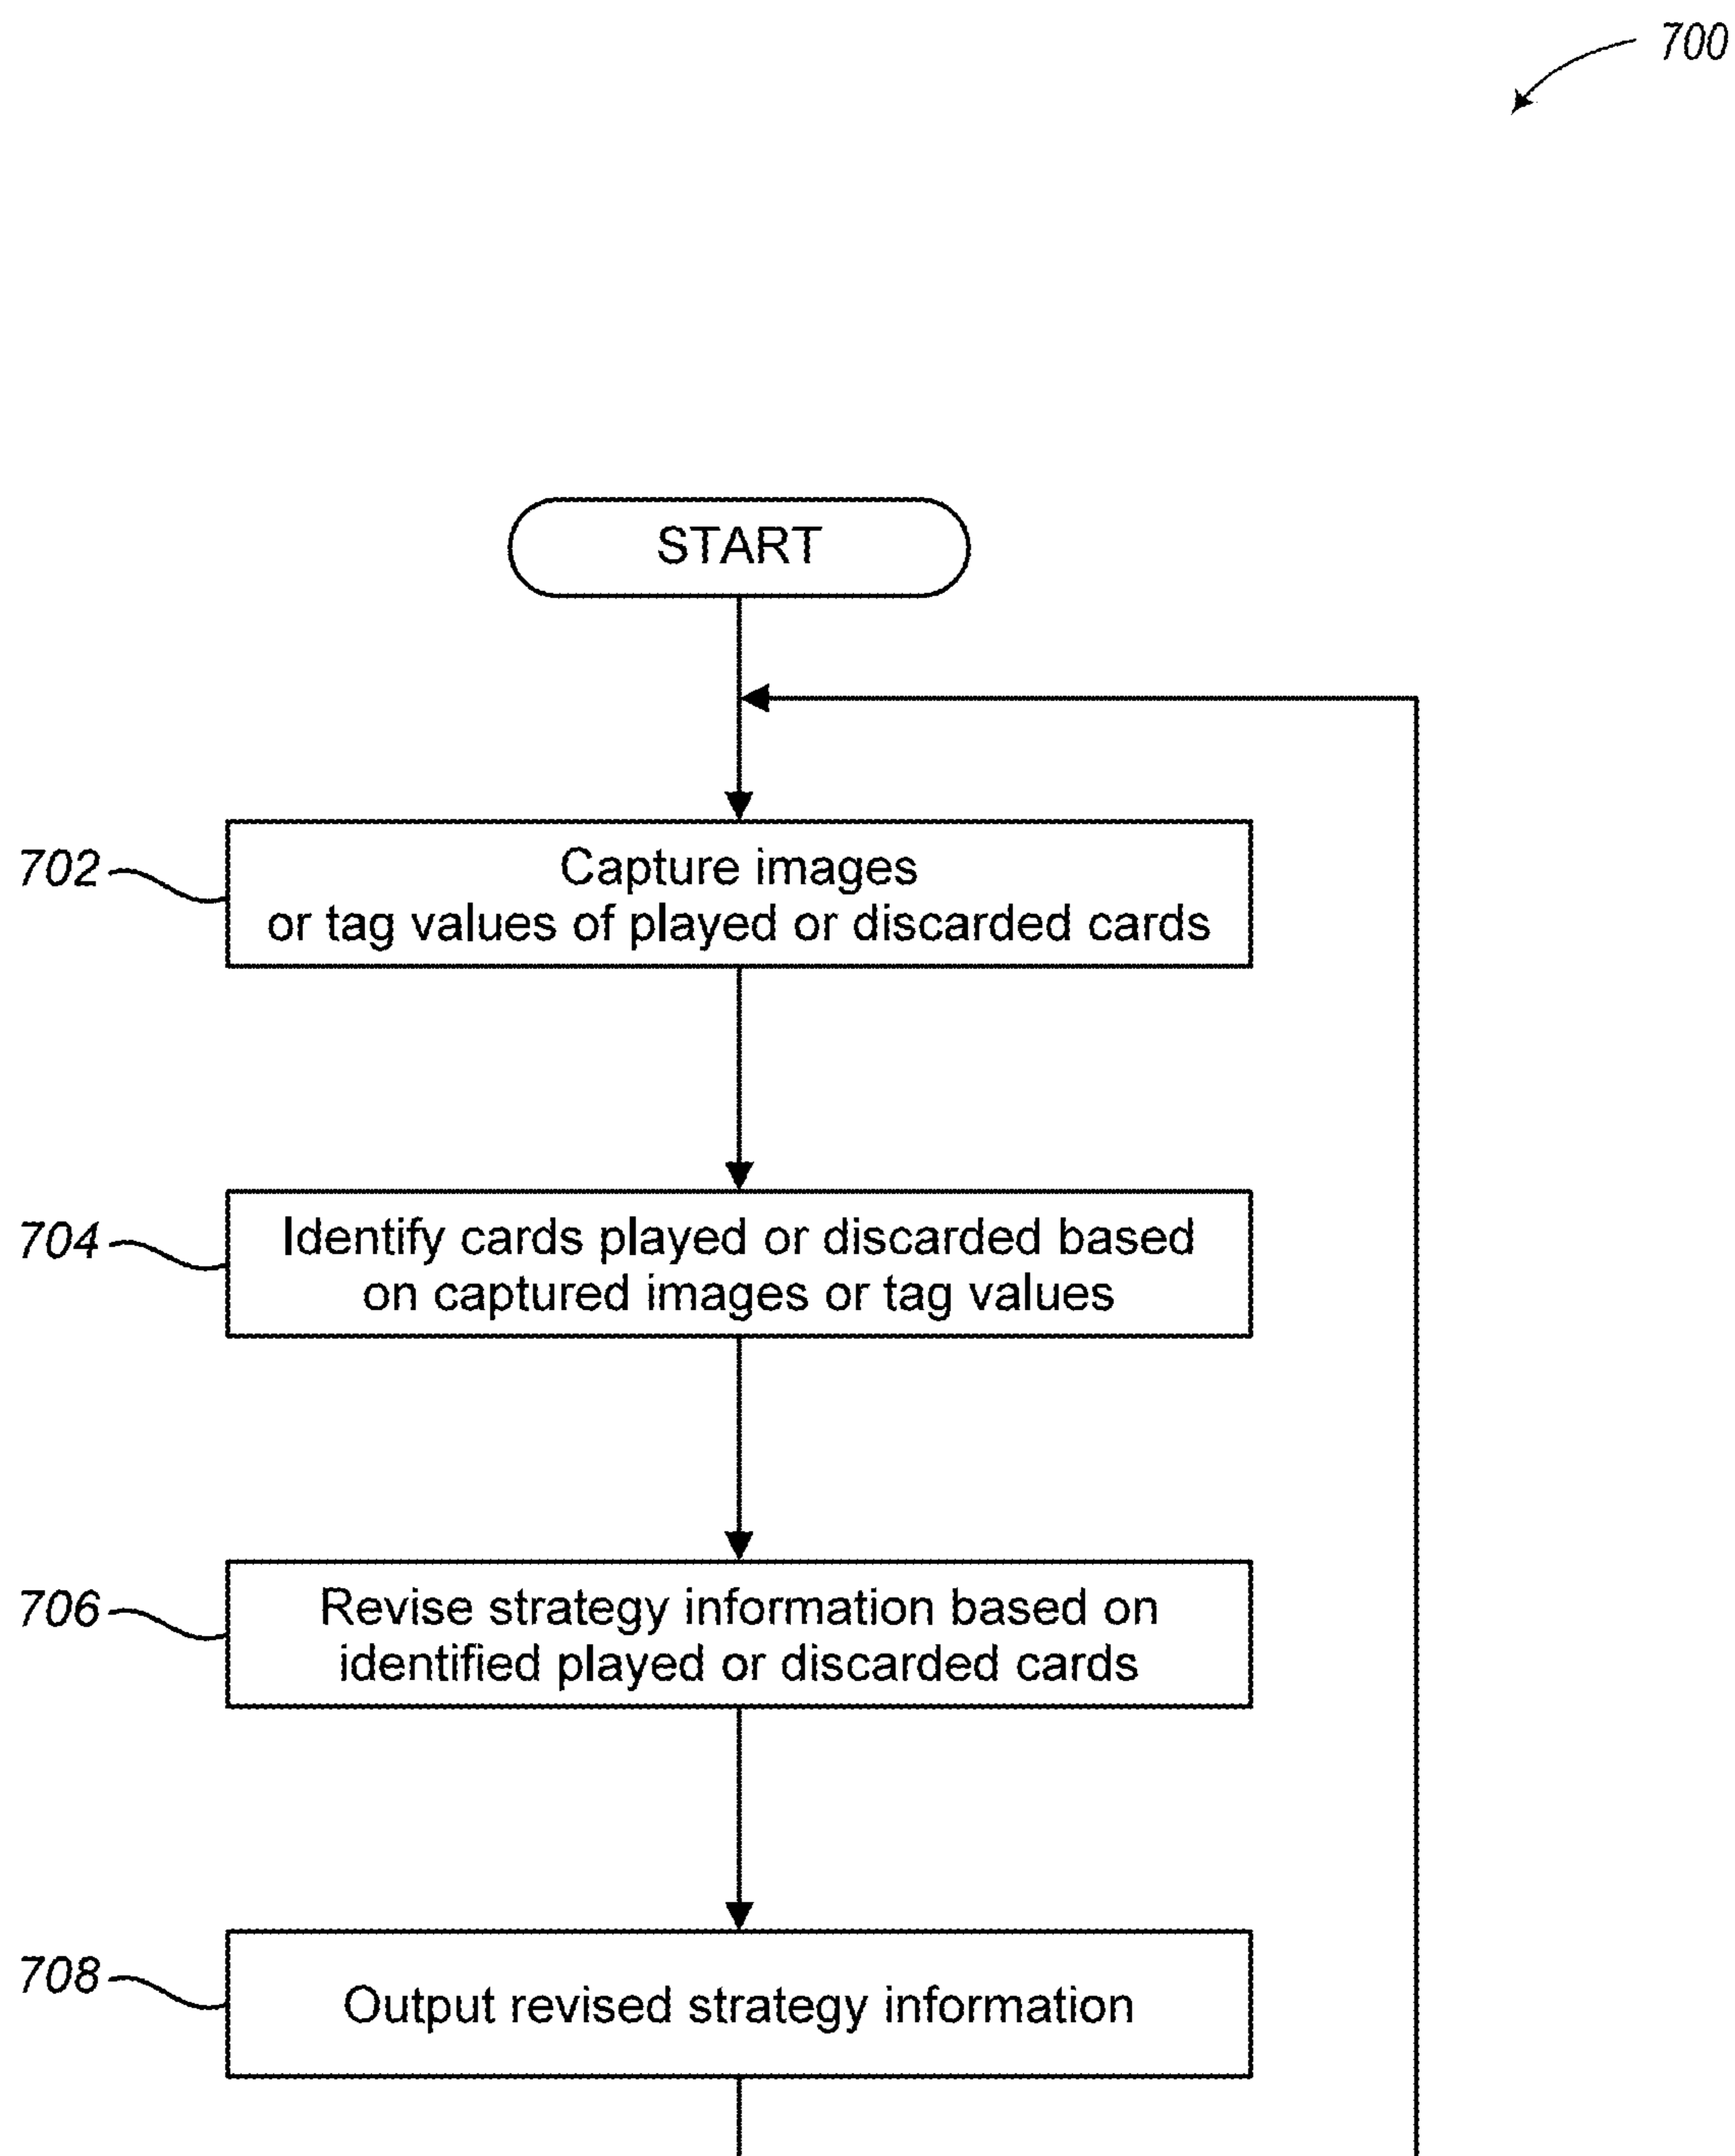 700
START
702
Capture images
or tag values of played or discarded cards
704
Identify cards played or discarded based
on captured images or tag values
706
Revise strategy information based on
identified played or discarded cards
708
Output revised strategy information